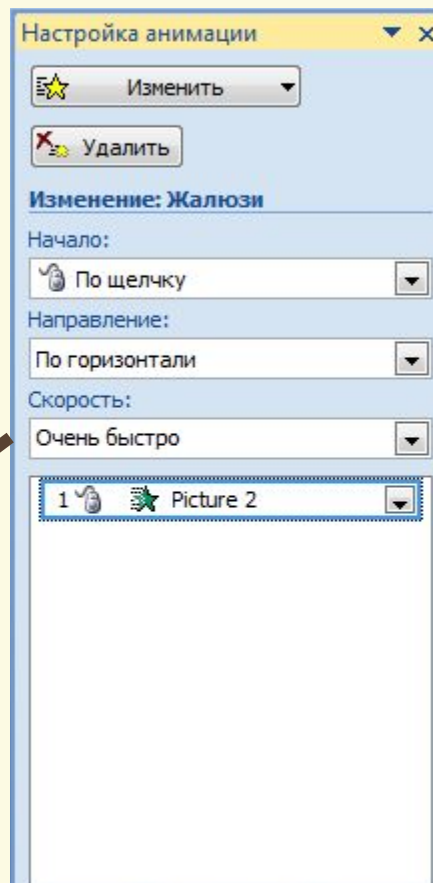 Настройка анимации
Изменить
Удалить
Изменение: Жалюзи
Начало:
По щелчку
Направление:
По горизонтали
Скорость:
Очень быстро
1 Picture 2